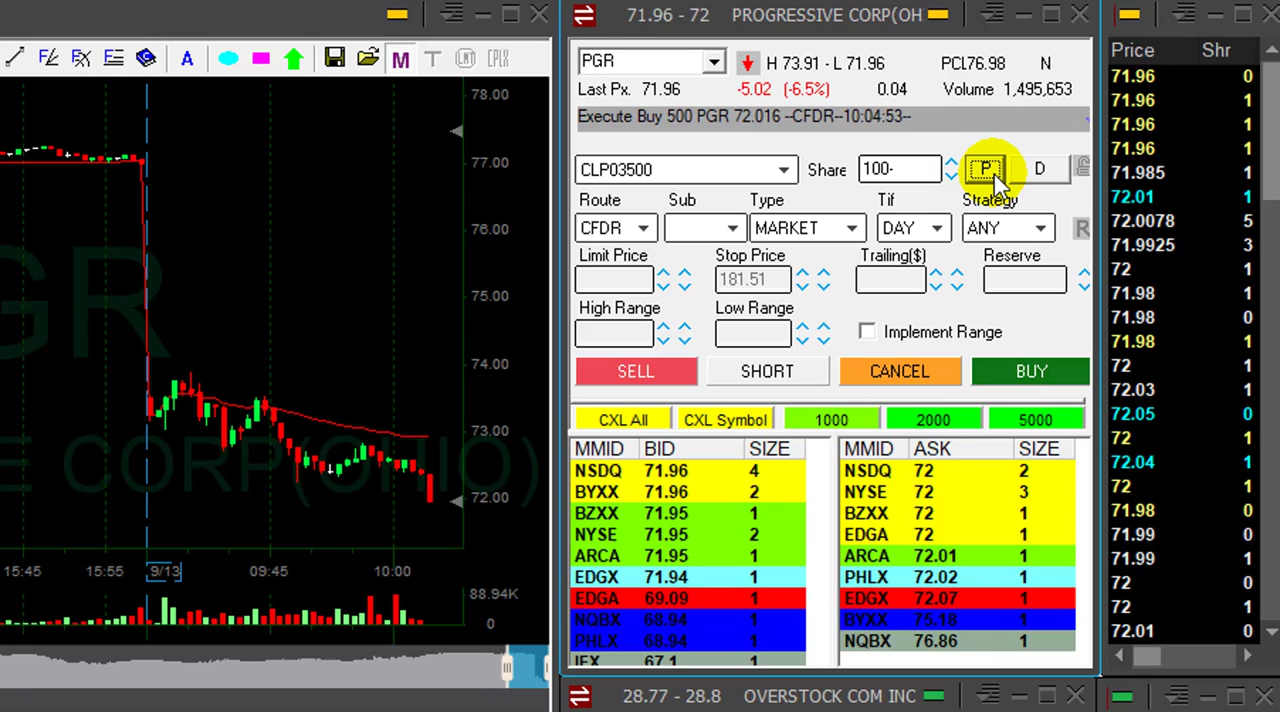 71.96 - 72 PROGRESSIVE CORP(OH
A M T LMT CPLX
78.00
77.00
76.00
75.00
74.00
73.00
72.00
15:45 15:55 9/13 09:45 10:00
88.94K
0
PGR H 73.91 - L 71.96 PCL76.98 N
Last Px. 71.96 -5.02 (-6.5%) 0.04 Volume 1,495,653
Execute Buy 500 PGR 72.016 --CFDR--10:04:53--
CLP03500 Share 100- P D
Route Sub Type Tif Strategy
CFDR MARKET DAY ANY R
Limit Price Stop Price Trailing($) Reserve
181.51
High Range Low Range
Implement Range
SELL SHORT CANCEL BUY
CXL All CXL Symbol 1000 2000 5000
MMID BID SIZE MMID ASK SIZE
NSDQ 71.96 4 NSDQ 72 2
BYXX 71.96 2 NYSE 72 3
BZXX 71.95 1 BZXX 72 1
NYSE 71.95 2 EDGA 72 1
ARCA 71.95 1 ARCA 72.01 1
EDGX 71.94 1 PHLX 72.02 1
EDGA 69.09 1 EDGX 72.07 1
NQBX 68.94 1 BYXX 75.18 1
PHLX 68.94 1 NQBX 76.86 1
IEX 67.1 1
Price Shr
71.96 0
71.96 1
71.96 1
71.96 1
71.985 1
72.01 1
72.0078 5
71.9925 3
72 1
71.98 1
71.98 0
71.98 1
72 1
72.03 1
72.05 0
72 1
72.04 1
72 1
71.98 0
71.99 1
71.99 1
72 0
72 1
72.01 0
28.77 - 28.8 OVERSTOCK COM INC
PGR
E CORP(OHIO)